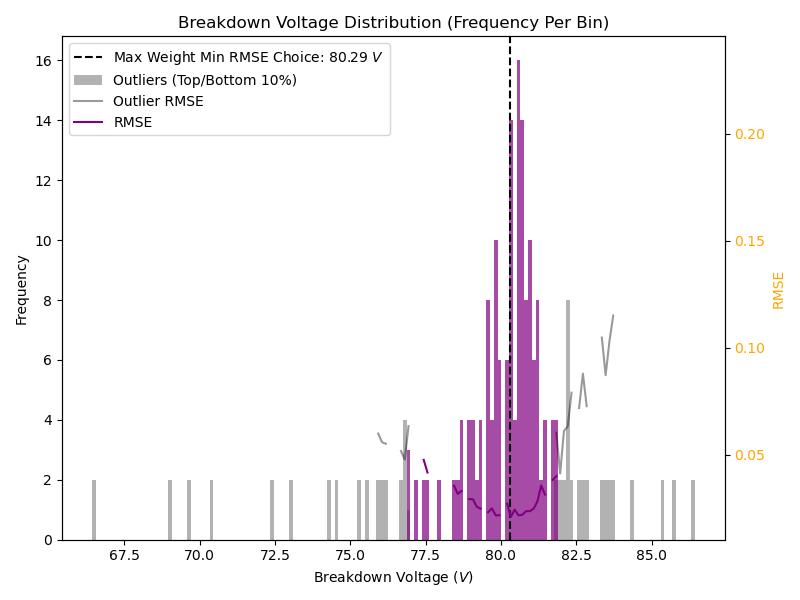 Breakdown Voltage Distribution (Frequency Per Bin)
Max Weight Min RMSE Choice: 80.29 V
Outliers (Top/Bottom 10%)
Outlier RMSE
RMSE
16
14
12
10
8
6
4
2
0
Frequency
0.20
0.15
0.10
0.05
RMSE
67.5 70.0 72.5 75.0 77.5 80.0 82.5 85.0
Breakdown Voltage (V)